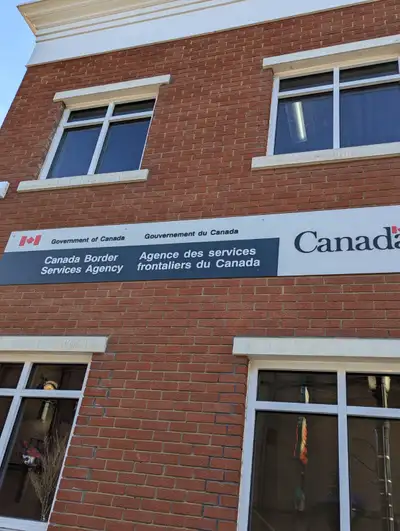 Government of Canada Gouvernement du Canada
Canada Border Agence des services
Services Agency frontaliers du Canada
Canada